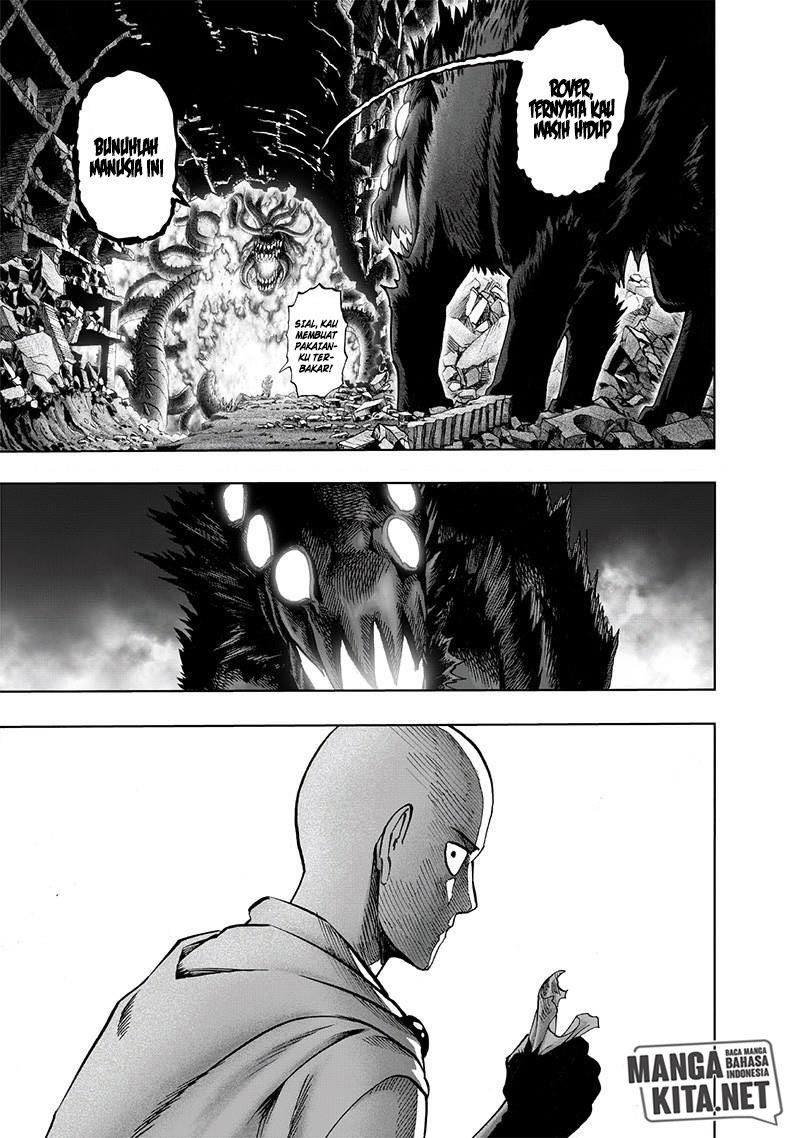 ROVER,
TERNYATA KAU
MASIH HIDUP
BUNUHLAH
MANUSIA INI
SIAL, KAU
MEMBUAT
PAKAIAN-
KU TER-
BAKAR!
MANGA
BACA MANGA
BAHASA
INDONESIA
KITA.NET